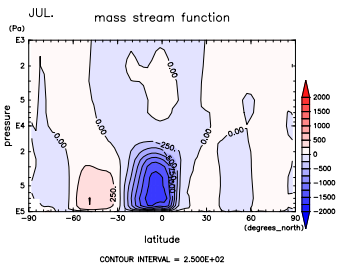 JUL.
mass stream function
(Pa)
E3
2
5
E4
2
5
E5
pressure
0.00
0.00
0.00
0.00
0.00
-250.
250.
-90
-60
-30
0
30
60
90
(degrees_north)
latitude
2000
1500
1000
500
0
-500
-1000
-1500
-2000
CONTOUR INTERVAL = 2.500E+02